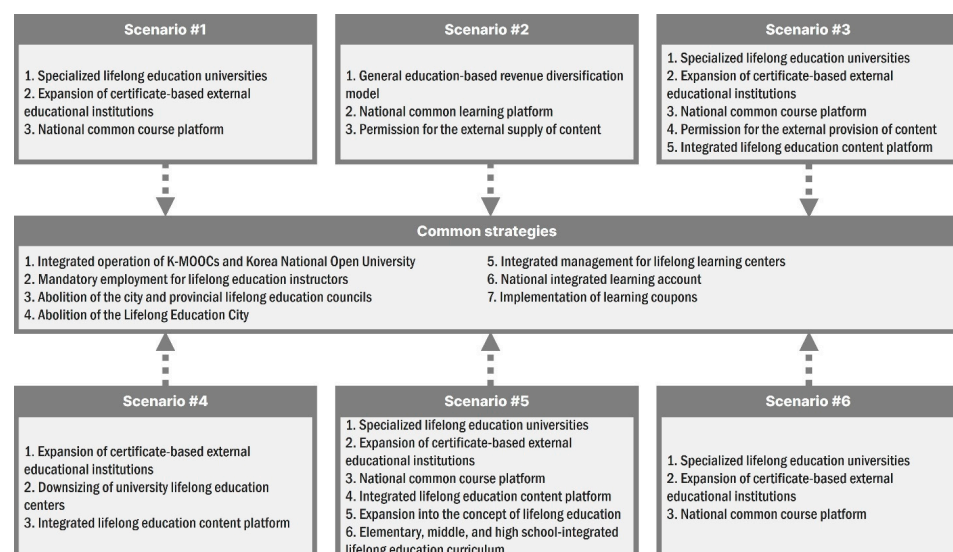 Scenario #1
1. Specialized lifelong education universities
2. Expansion of certificate-based external
educational institutions
3. National common course platform
Scenario #2
1. General education-based revenue diversification
model
2. National common learning platform
3. Permission for the external supply of content
Scenario #3
1. Specialized lifelong education universities
2. Expansion of certificate-based external
educational institutions
3. National common course platform
4. Permission for the external provision of content
5. Integrated lifelong education content platform
Common strategies
1. Integrated operation of K-MOOCs and Korea National Open University
2. Mandatory employment for lifelong education instructors
3. Abolition of the city and provincial lifelong education councils
4. Abolition of the Lifelong Education City
5. Integrated management for lifelong learning centers
6. National integrated learning account
7. Implementation of learning coupons
Scenario #4
1. Expansion of certificate-based external
educational institutions
2. Downsizing of university lifelong education
centers
3. Integrated lifelong education content platform
Scenario #5
1. Specialized lifelong education universities
2. Expansion of certificate-based external
educational institutions
3. National common course platform
4. Integrated lifelong education content platform
5. Expansion into the concept of lifelong education
6. Elementary, middle, and high school-integrated
lifelong education curriculum
Scenario #6
1. Specialized lifelong education universities
2. Expansion of certificate-based external
educational institutions
3. National common course platform